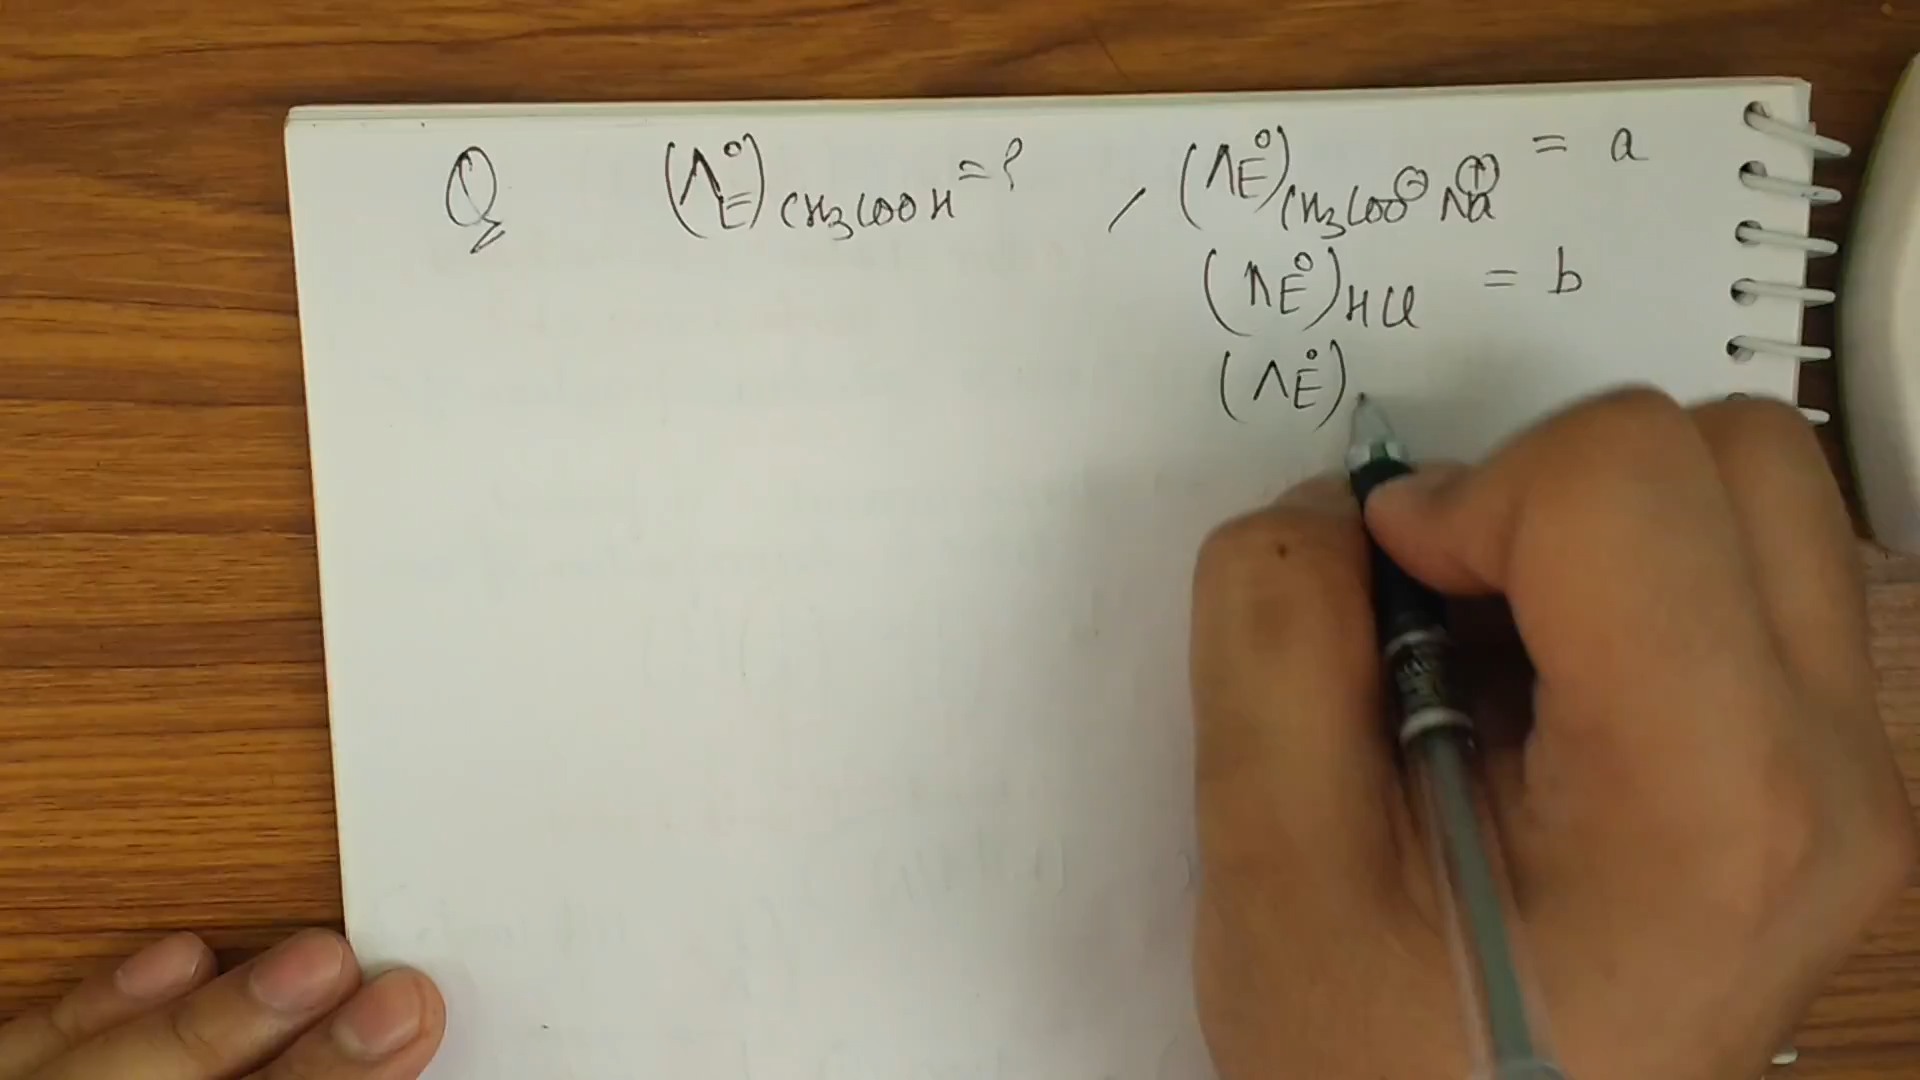 Q (Λ°E)CH3COOH = ? , (Λ°E)CH3COO⊖ Na⊕ = a
(Λ°E)HCl = b
(Λ°E)